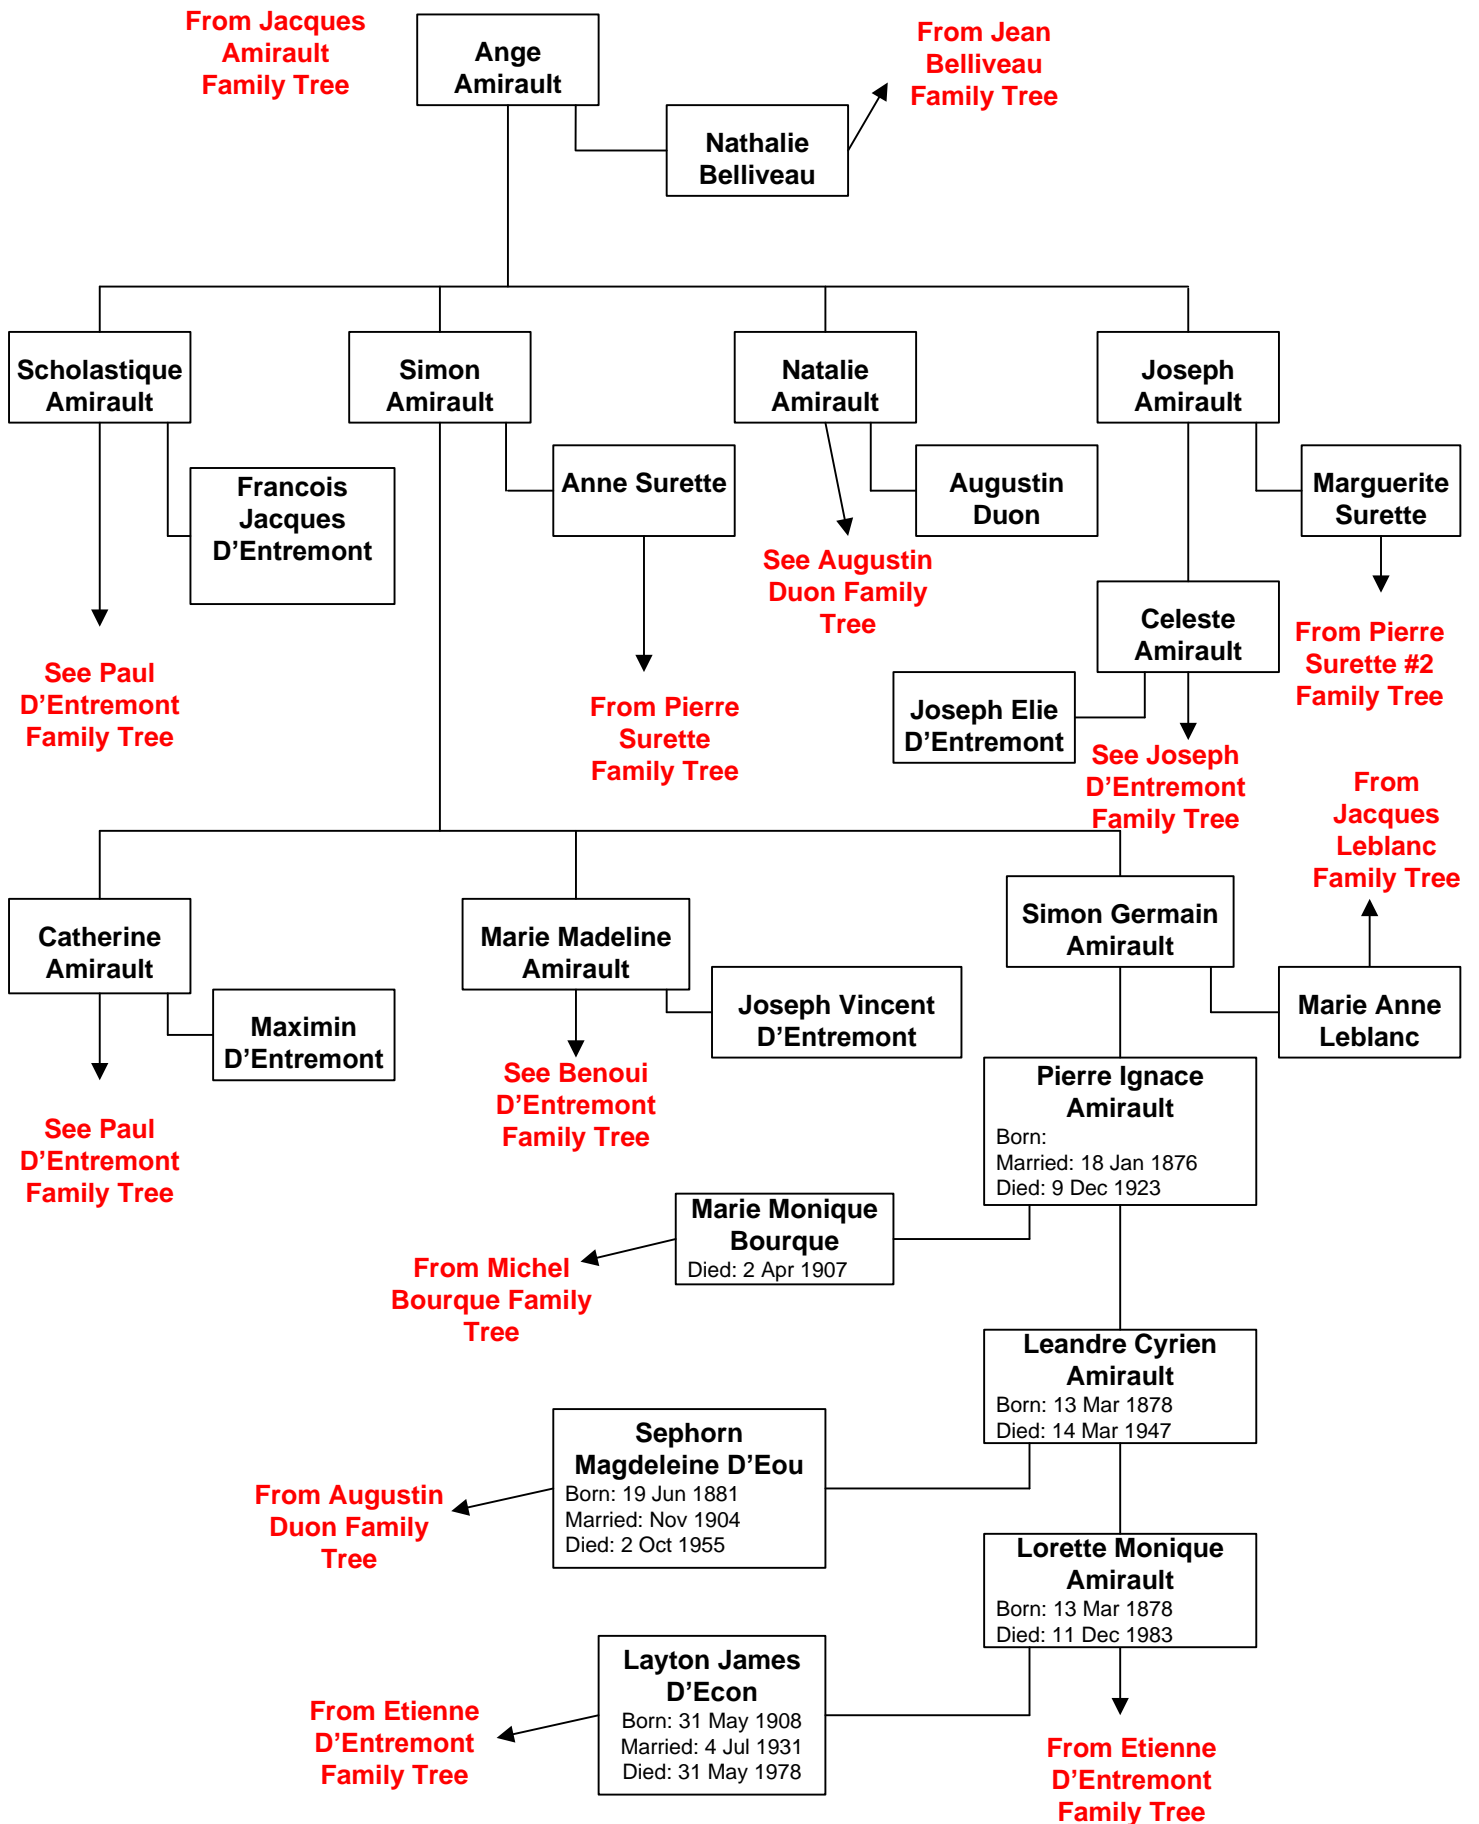 From Jacques
Amirault
Family Tree
Ange
Amirault
From Jean
Belliveau
Family Tree
Nathalie
Belliveau
Scholastique
Amirault
Simon
Amirault
Natalie
Amirault
Joseph
Amirault
Francois
Jacques
D'Entremont
Anne Surette
Augustin
Duon
Marguerite
Surette
See Augustin
Duon Family
Tree
Celeste
Amirault
From Pierre
Surette #2
Family Tree
See Paul
D'Entremont
Family Tree
From Pierre
Surette
Family Tree
Joseph Elie
D'Entremont
See Joseph
D'Entremont
Family Tree
From
Jacques
Leblanc
Family Tree
Catherine
Amirault
Marie Madeline
Amirault
Simon Germain
Amirault
Maximin
D'Entremont
Joseph Vincent
D'Entremont
Marie Anne
Leblanc
See Paul
D'Entremont
Family Tree
See Benoui
D'Entremont
Family Tree
Pierre Ignace
Amirault
Born:
Married: 18 Jan 1876
Died: 9 Dec 1923
Marie Monique
Bourque
Died: 2 Apr 1907
From Michel
Bourque Family
Tree
Leandre Cyrien
Amirault
Born: 13 Mar 1878
Died: 14 Mar 1947
Sephorn
Magdeleine D'Eou
Born: 19 Jun 1881
Married: Nov 1904
Died: 2 Oct 1955
From Augustin
Duon Family
Tree
Lorette Monique
Amirault
Born: 13 Mar 1878
Died: 11 Dec 1983
Layton James
D'Econ
Born: 31 May 1908
Married: 4 Jul 1931
Died: 31 May 1978
From Etienne
D'Entremont
Family Tree
From Etienne
D'Entremont
Family Tree